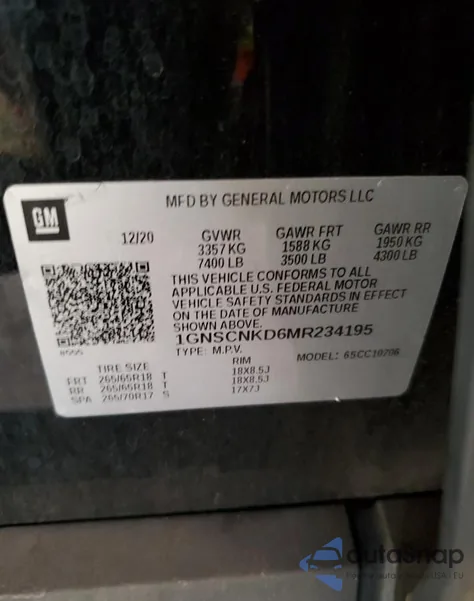 GM
MFD BY GENERAL MOTORS LLC
12/20 GVWR GAWR FRT GAWR RR
3357 KG 1588 KG 1950 KG
7400 LB 3500 LB 4300 LB
THIS VEHICLE CONFORMS TO ALL
APPLICABLE U.S. FEDERAL MOTOR
VEHICLE SAFETY STANDARDS IN EFFECT
ON THE DATE OF MANUFACTURE
SHOWN ABOVE.
1GNSCNKD6MR234195
TYPE: M.P.V. MODEL: 6SCC10706
TIRE SIZE RIM
FRT 265/65R18 T 18X8.5J
RR 265/65R18 T 18X8.5J
SPA 265/70R17 S 17X7J
autoSnap